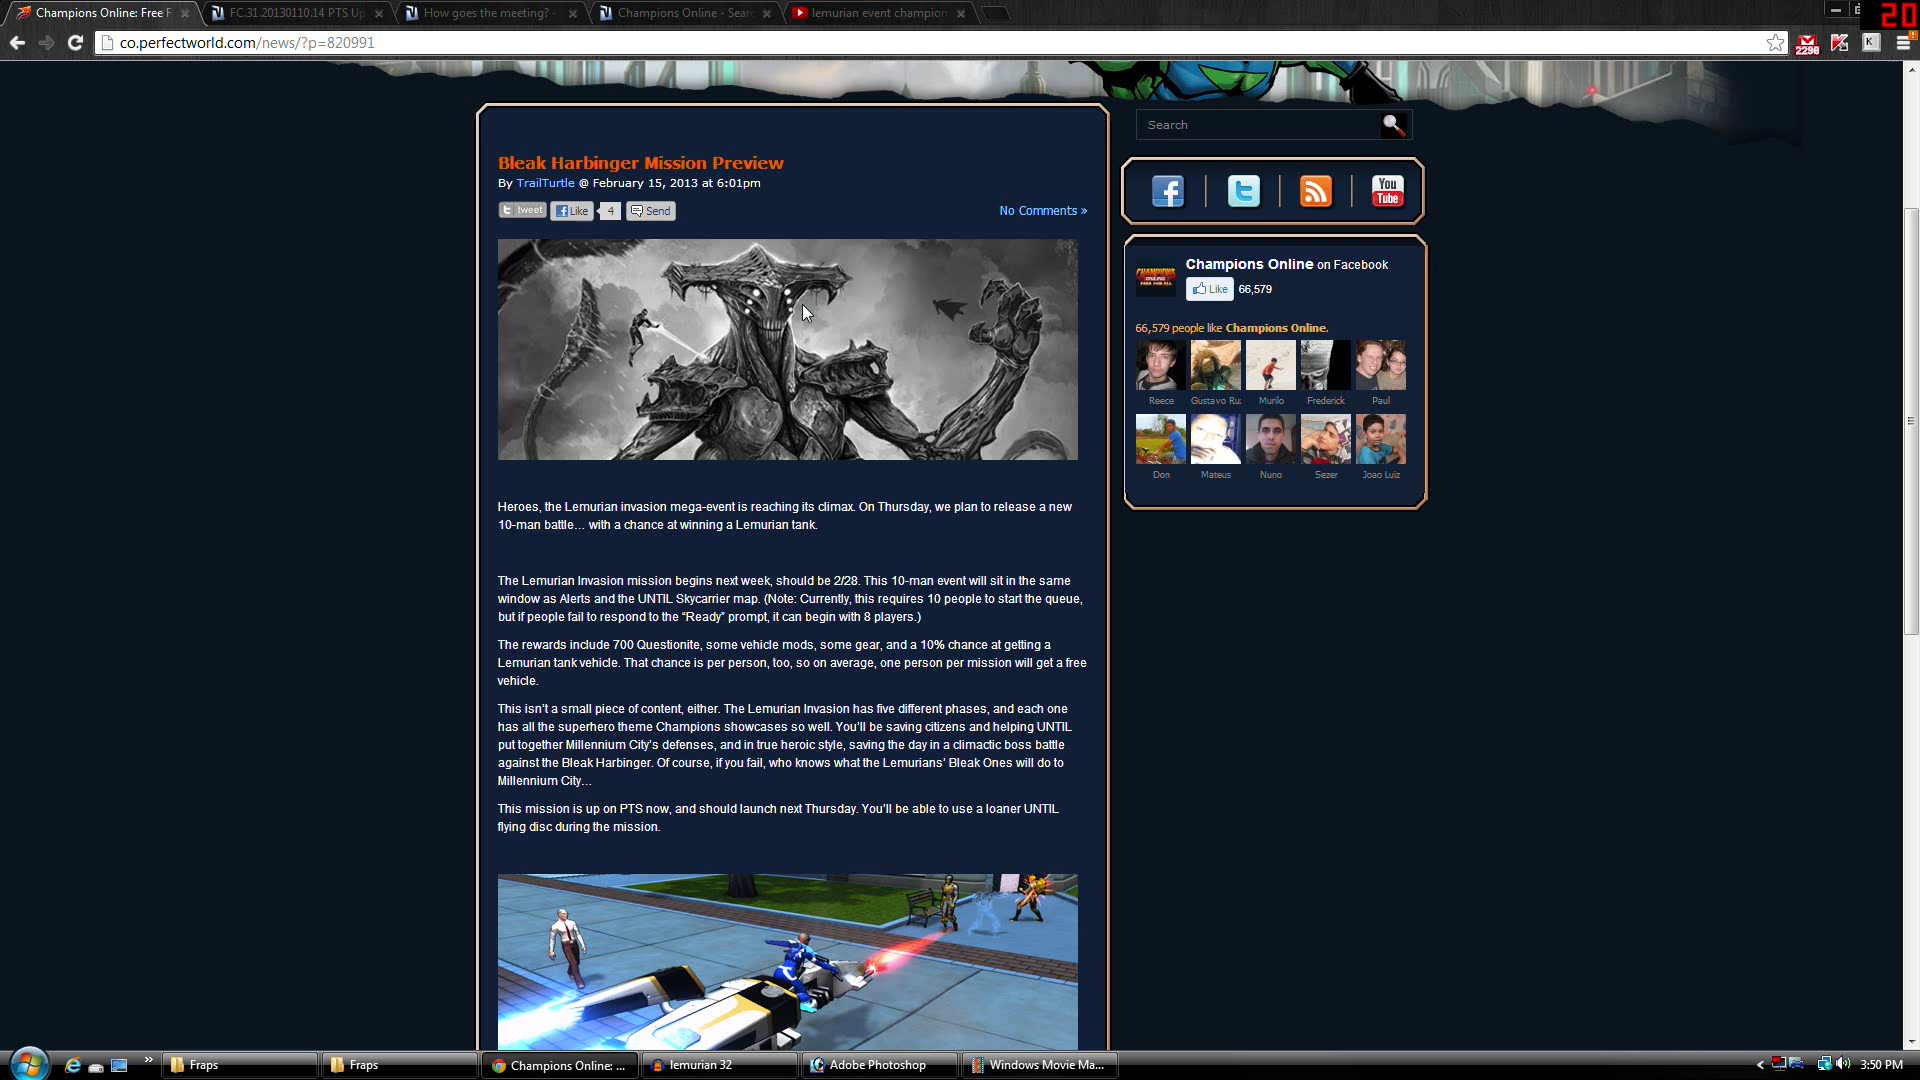 Champions Online: Free F
FC.31.20130110.14 PTS Up
How goes the meeting? -
Champions Online - Sear
lemurian event champion
20
co.perfectworld.com/news/?p=820991
2296
K
Search
Bleak Harbinger Mission Preview
By TrailTurtle @ February 15, 2013 at 6:01pm
tweet
Like
4
Send
No Comments »
You
Tube
Champions Online on Facebook
CHAMPIONS
ONLINE
FREE FOR ALL
Like 66,579
66,579 people like Champions Online.
Reece Gustavo Ru Murilo Frederick Paul
Don Mateus Nuno Sezer Joao Luiz
Heroes, the Lemurian invasion mega-event is reaching its climax. On Thursday, we plan to release a new
10-man battle… with a chance at winning a Lemurian tank.
The Lemurian Invasion mission begins next week, should be 2/28. This 10-man event will sit in the same
window as Alerts and the UNTIL Skycarrier map. (Note: Currently, this requires 10 people to start the queue,
but if people fail to respond to the “Ready” prompt, it can begin with 8 players.)
The rewards include 700 Questionite, some vehicle mods, some gear, and a 10% chance at getting a
Lemurian tank vehicle. That chance is per person, too, so on average, one person per mission will get a free
vehicle.
This isn’t a small piece of content, either. The Lemurian Invasion has five different phases, and each one
has all the superhero theme Champions showcases so well. You’ll be saving citizens and helping UNTIL
put together Millennium City’s defenses, and in true heroic style, saving the day in a climactic boss battle
against the Bleak Harbinger. Of course, if you fail, who knows what the Lemurians’ Bleak Ones will do to
Millennium City…
This mission is up on PTS now, and should launch next Thursday. You’ll be able to use a loaner UNTIL
flying disc during the mission.
Fraps
Fraps
Champions Online: ...
lemurian 32
Adobe Photoshop
Windows Movie Ma...
3:50 PM